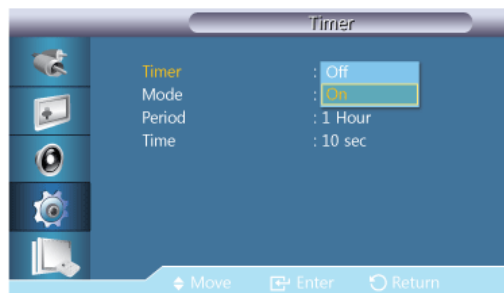 Timer
Timer : Off
Mode : On
Period : 1 Hour
Time : 10 sec
Move Enter Return